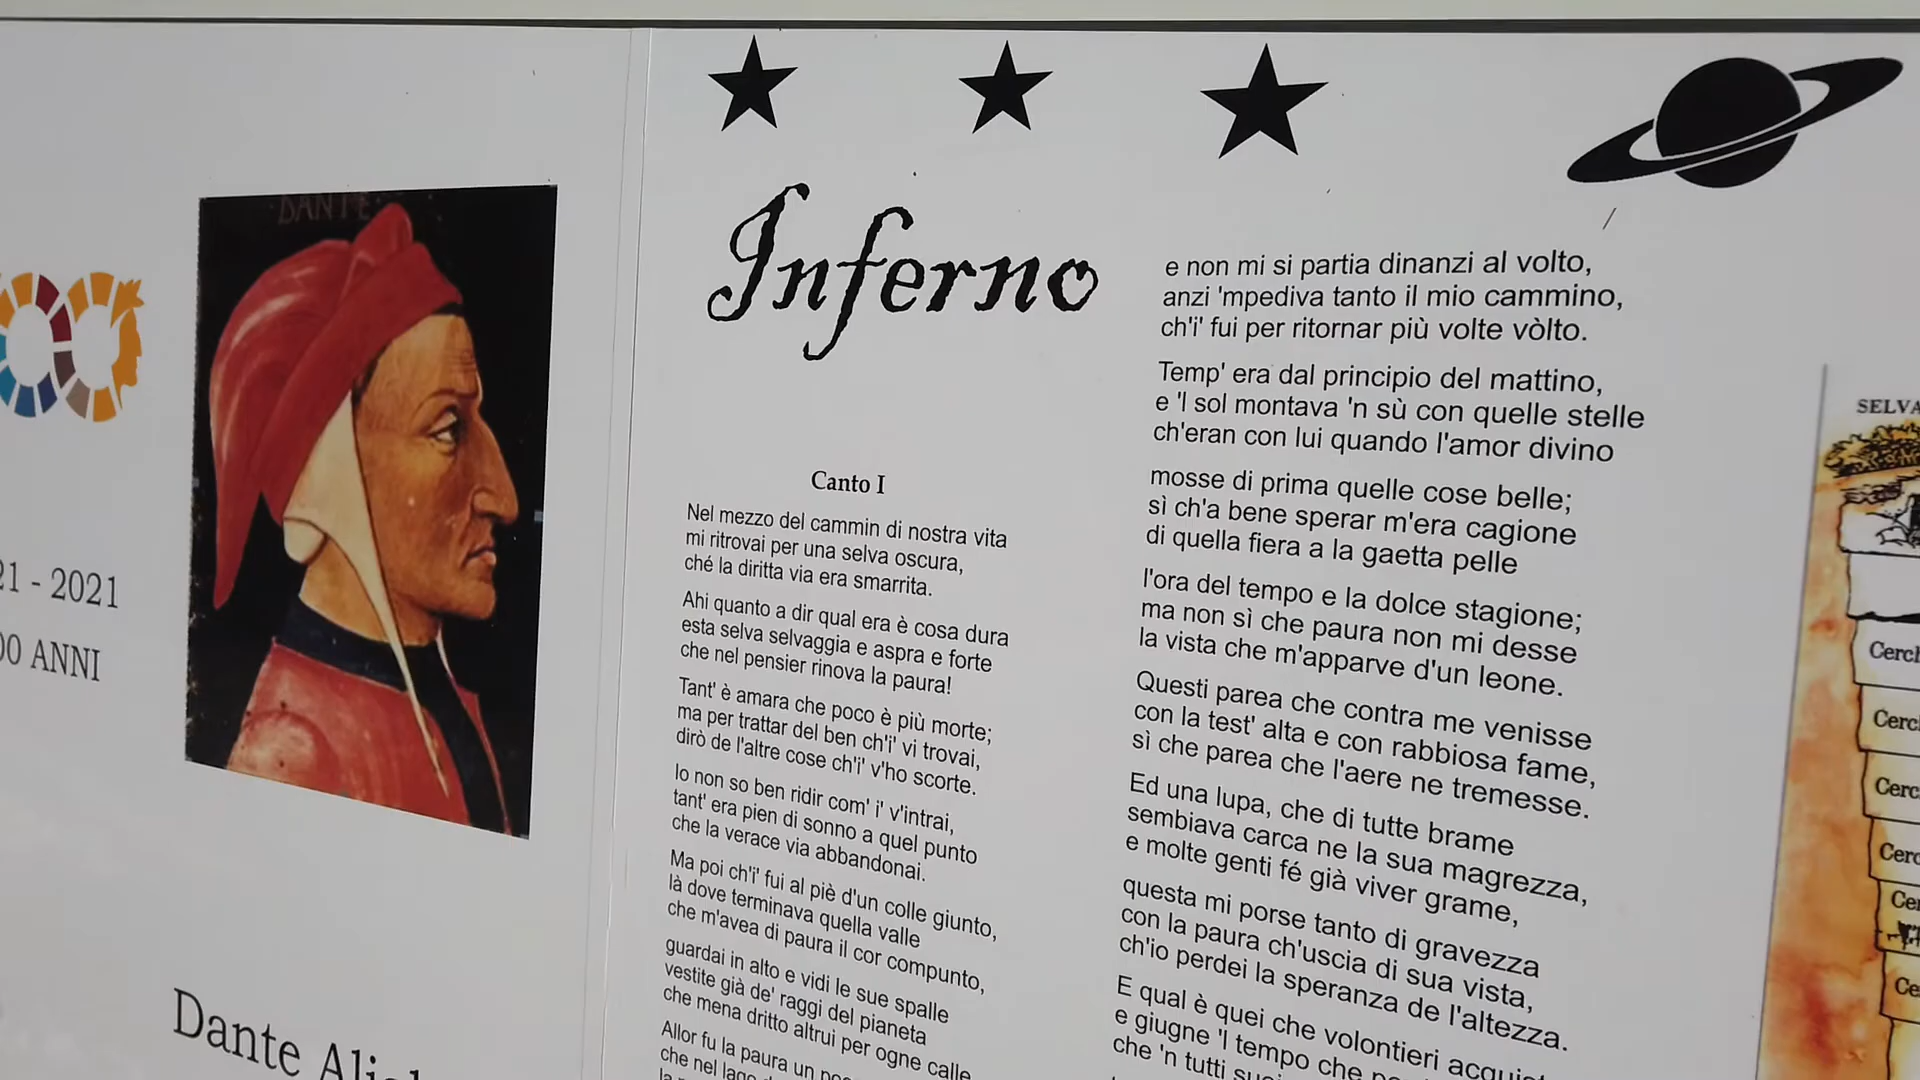 DANTE
21 - 2021
00 ANNI
Dante
Inferno
Canto I
Nel mezzo del cammin di nostra vita
mi ritrovai per una selva oscura,
ché la diritta via era smarrita.
Ahi quanto a dir qual era è cosa dura
esta selva selvaggia e aspra e forte
che nel pensier rinova la paura!
Tant' è amara che poco è più morte;
ma per trattar del ben ch'i' vi trovai,
dirò de l'altre cose ch'i' v'ho scorte.
Io non so ben ridir com' i' v'intrai,
tant' era pien di sonno a quel punto
che la verace via abbandonai.
Ma poi ch'i' fui al piè d'un colle giunto,
là dove terminava quella valle
che m'avea di paura il cor compunto,
guardai in alto e vidi le sue spalle
vestite già de' raggi del pianeta
che mena dritto altrui per ogne calle
Allor fu la paura un
che nel
e non mi si partia dinanzi al volto,
anzi 'mpediva tanto il mio cammino,
ch'i' fui per ritornar più volte vòlto.
Temp' era dal principio del mattino,
e 'l sol montava 'n sù con quelle stelle
ch'eran con lui quando l'amor divino
mosse di prima quelle cose belle;
sì ch'a bene sperar m'era cagione
di quella fiera a la gaetta pelle
l'ora del tempo e la dolce stagione;
ma non sì che paura non mi desse
la vista che m'apparve d'un leone.
Questi parea che contra me venisse
con la test' alta e con rabbiosa fame,
sì che parea che l'aere ne tremesse.
Ed una lupa, che di tutte brame
sembiava carca ne la sua magrezza,
e molte genti fé già viver grame,
questa mi porse tanto di gravezza
con la paura ch'uscia di sua vista,
ch'io perdei la speranza de l'altezza.
E qual è quei che volontieri
e giugne 'l tempo che
che 'n tutti
SELVA
Cerch
Cerc
Cerc
Cerc
Cer
Ce